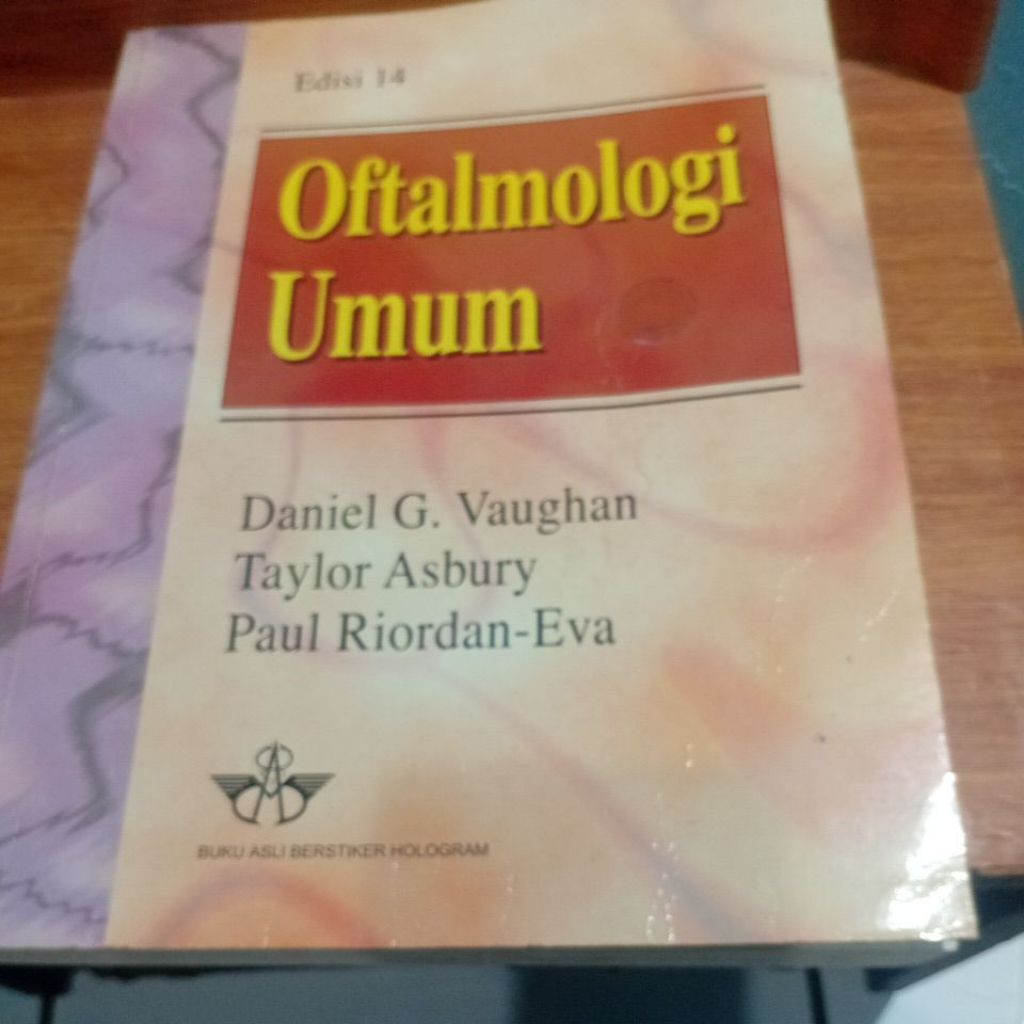 Edisi 14
Oftalmologi
Umum
Daniel G. Vaughan
Taylor Asbury
Paul Riordan-Eva
BUKU ASLI BERSTIKER HOLOGRAM